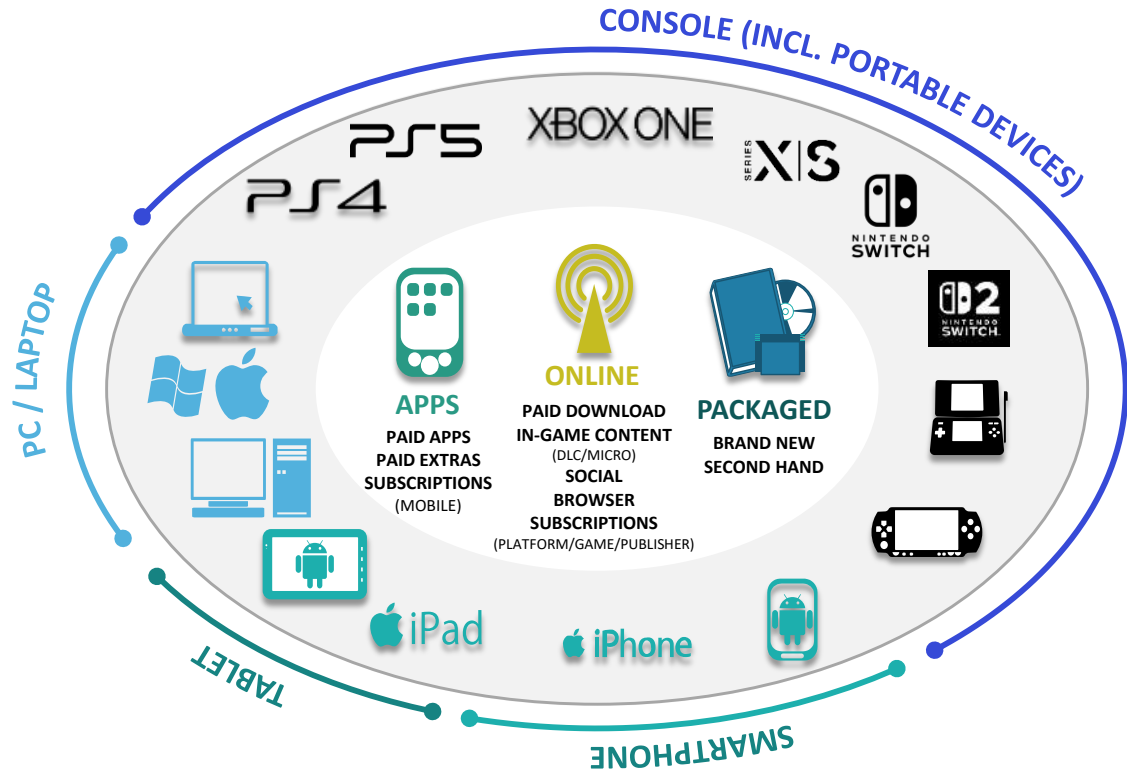 CONSOLE (INCL. PORTABLE DEVICES)
PS5
XBOX ONE
SERIES X|S
PS4
NINTENDO
SWITCH
2
NINTENDO
SWITCH
PC / LAPTOP
APPS
PAID APPS
PAID EXTRAS
SUBSCRIPTIONS
(MOBILE)
ONLINE
PAID DOWNLOAD
IN-GAME CONTENT
(DLC/MICRO)
SOCIAL
BROWSER
SUBSCRIPTIONS
(PLATFORM/GAME/PUBLISHER)
PACKAGED
BRAND NEW
SECOND HAND
iPad
iPhone
TABLET
SMARTPHONE